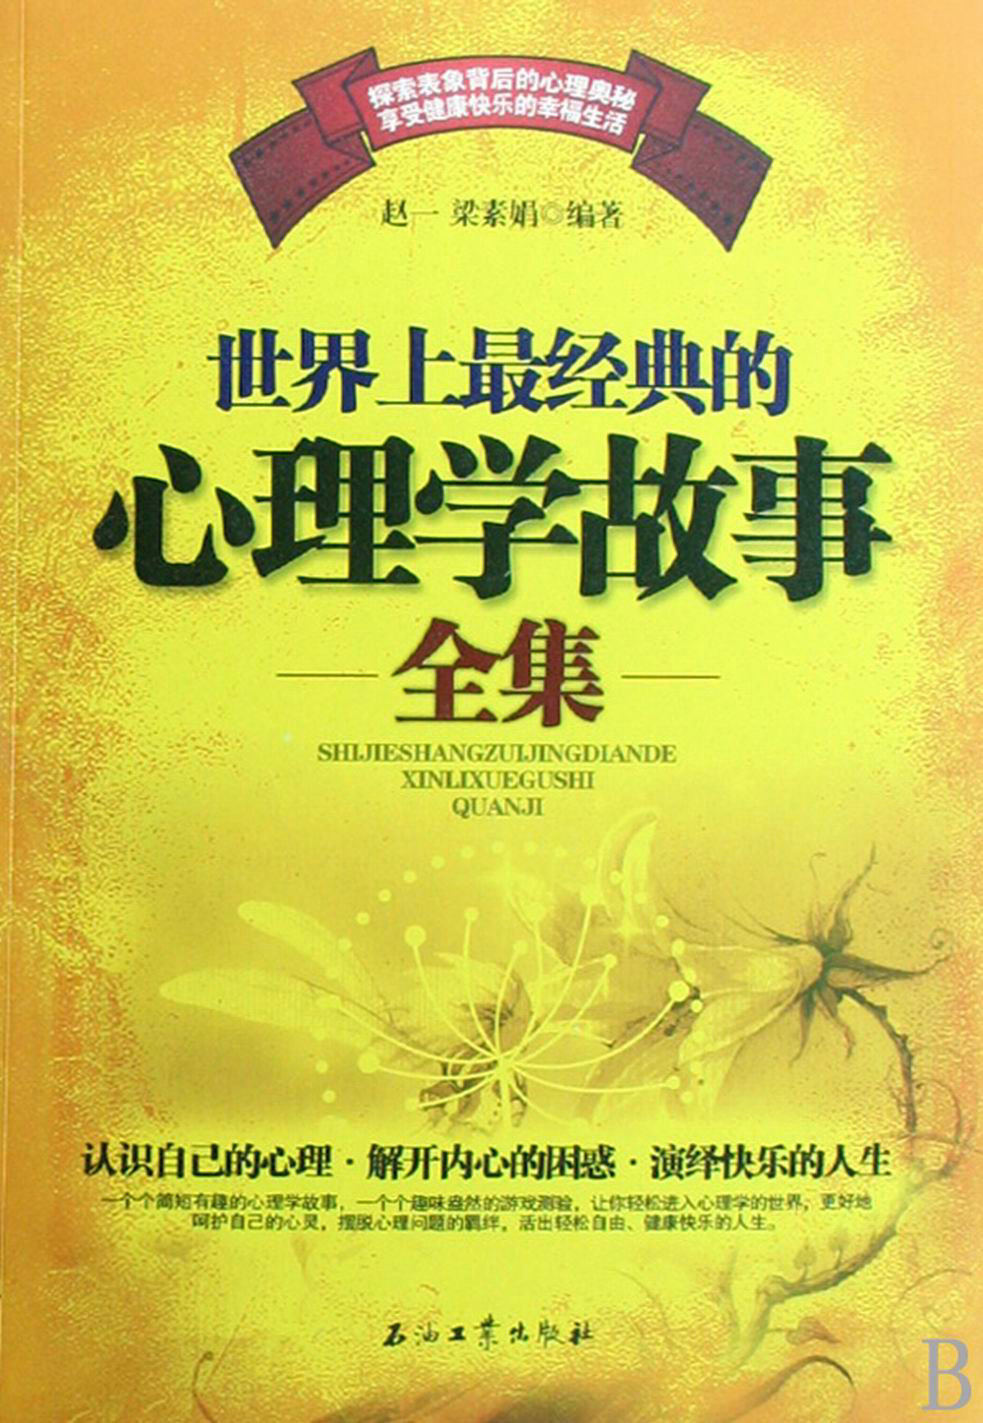 探索表象背后的心理奥秘
享受健康快乐的幸福生活
赵一 梁素娟◎编著
世界上最经典的
心理学故事
全集
SHIJIESHANGZUIJINGDIANDE
XINLIXUEGUSHI
QUANJI
认识自己的心理·解开内心的困惑·演绎快乐的人生
一个个简短有趣的心理学故事，一个个趣味盎然的游戏测验，让你轻松进入心理学的世界，更好地
呵护自己的心灵，摆脱心理问题的羁绊，活出轻松自由、健康快乐的人生。
石油工业出版社
B